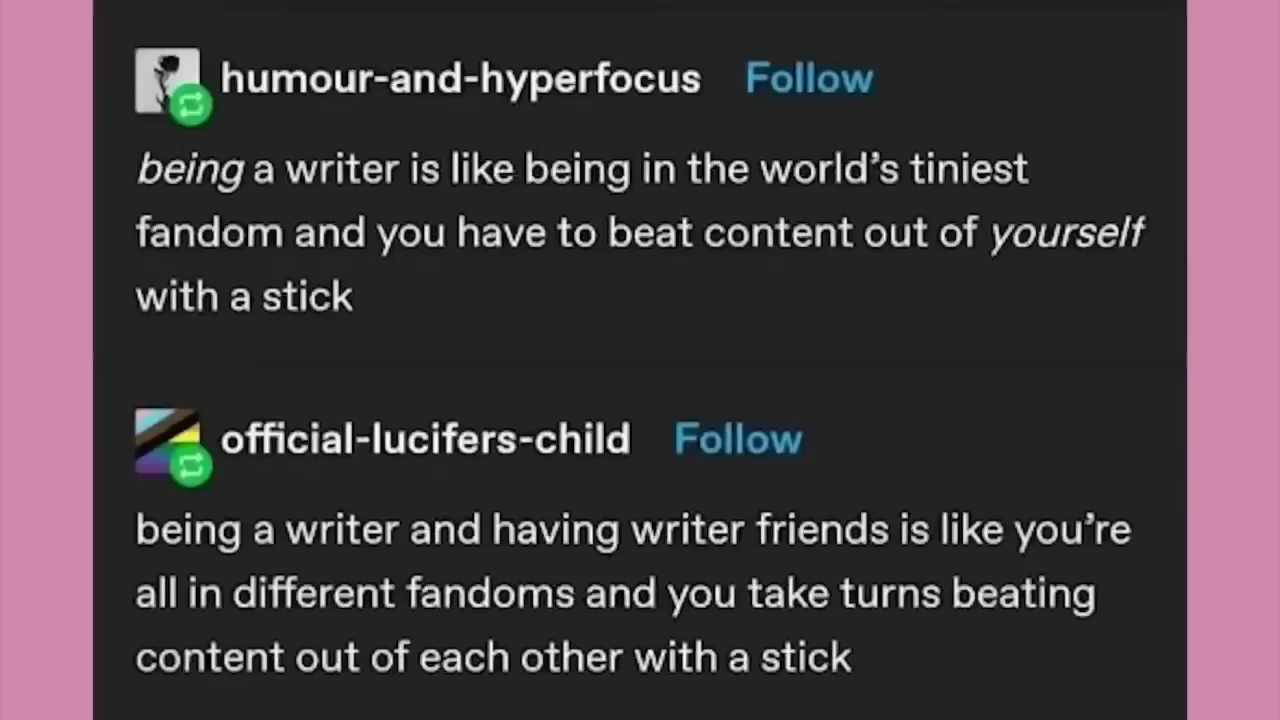 humour-and-hyperfocus Follow
being a writer is like being in the world’s tiniest
fandom and you have to beat content out of yourself
with a stick
official-lucifers-child Follow
being a writer and having writer friends is like you’re
all in different fandoms and you take turns beating
content out of each other with a stick